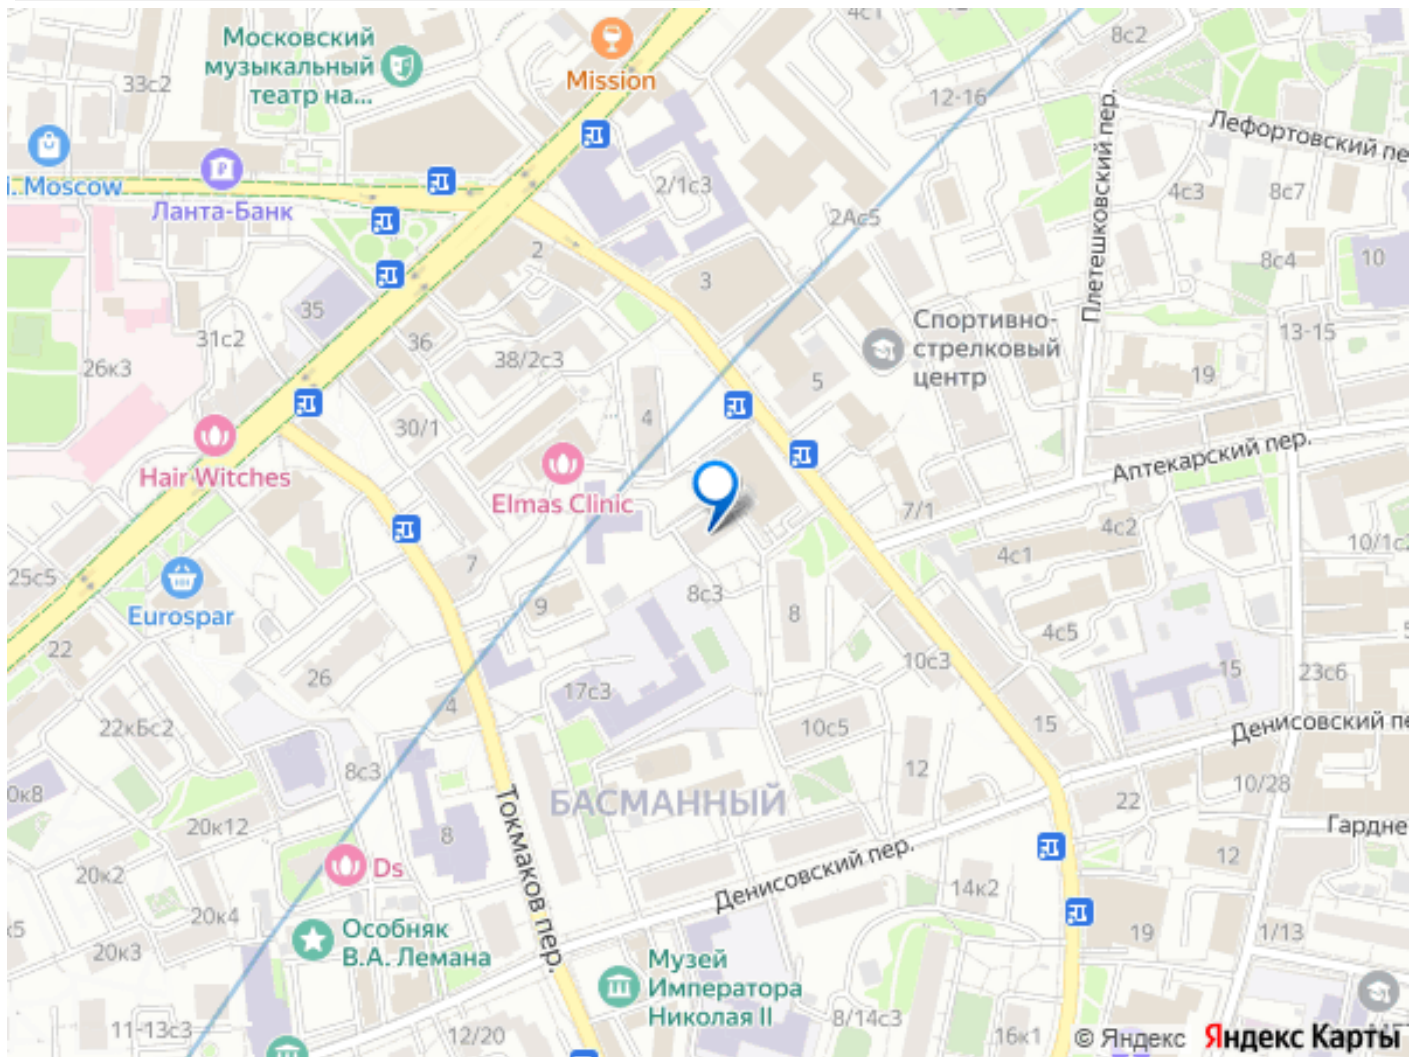 Московский
музыкальный
театр на...
Mission
4с1
8с2
33с2
12-16
Плетешковский пер.
Лефортовский пе
. Moscow
Ланта-Банк
2/1с3
2Ас5
4с3
8с7
8с4
10
2
3
35
31с2
36
38/2с3
26к3
Спортивно-
стрелковый
центр
13-15
19
5
4
30/1
Hair Witches
Elmas Clinic
Аптекарский пер.
7/1
4с2
4с1
10/1с2
25с5
Eurospar
7
9
8с3
8
4с5
22
26
10с3
15
23с6
17с3
4
22кБс2
10с5
15
Денисовский пе
8с3
12
0к8
БАСМАННЫЙ
22
10/28
20к12
8
Токмаков пер.
Гардне
Ds
12
20к2
Денисовский пер.
14к2
20к4
Особняк
В.А. Лемана
к5
20к3
19
1/13
Музей
Императора
Николая II
11-13с3
12/20
8/14с3
16к1
© Яндекс Яндекс Карты